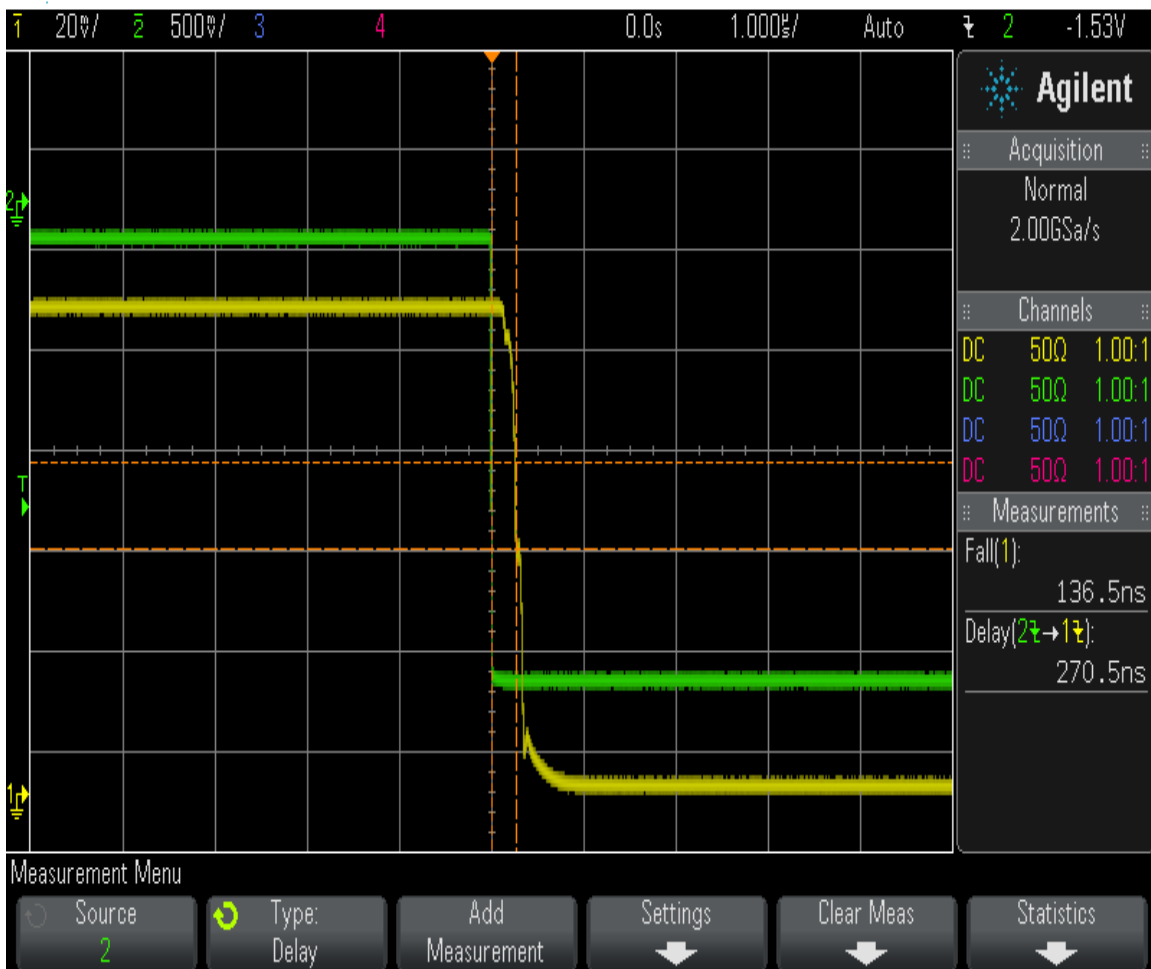 1 20mV/ 2 500mV/ 3 4 0.0s 1.000us/ Auto 2 -1.53V
Agilent
Acquisition
Normal
2.00GSa/s
Channels
DC 50Ω 1.00:1
DC 50Ω 1.00:1
DC 50Ω 1.00:1
DC 50Ω 1.00:1
Measurements
Fall(1):
136.5ns
Delay(2→1):
270.5ns
2
T
1
Measurement Menu
Source
2
Type:
Delay
Add
Measurement
Settings
Clear Meas
Statistics